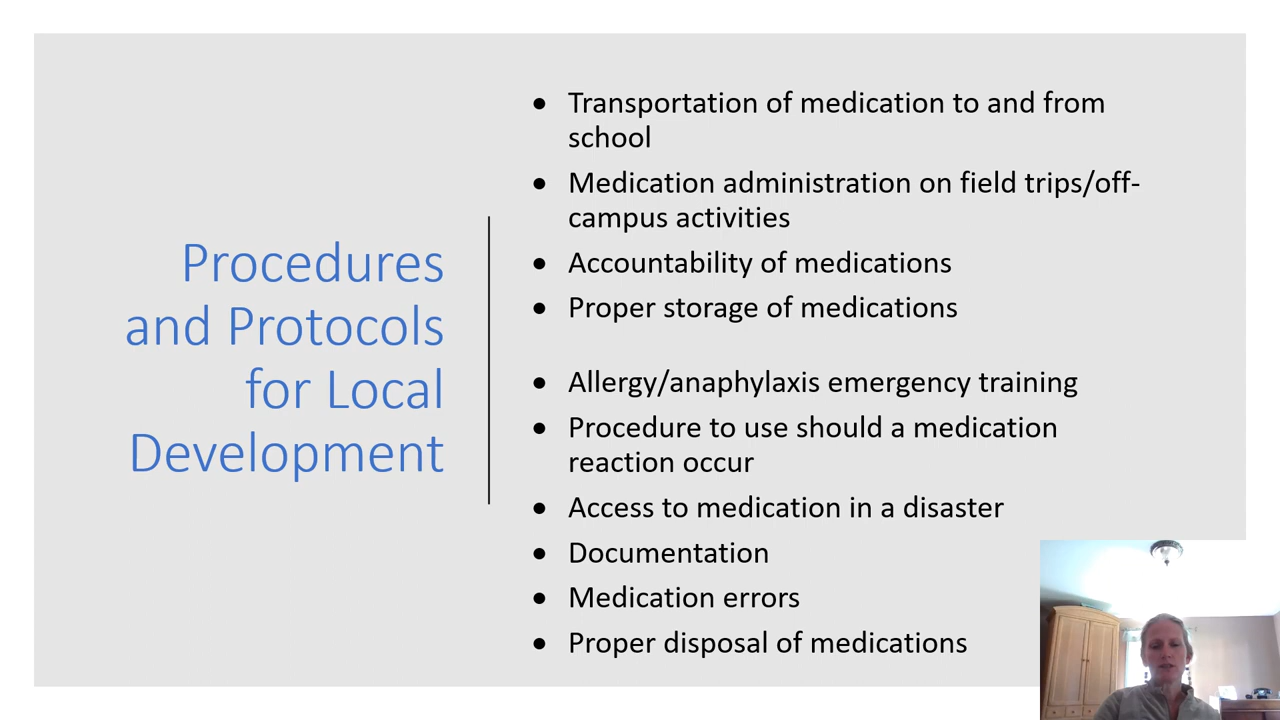 Procedures
and Protocols
for Local
Development
• Transportation of medication to and from
school
• Medication administration on field trips/off-
campus activities
• Accountability of medications
• Proper storage of medications
• Allergy/anaphylaxis emergency training
• Procedure to use should a medication
reaction occur
• Access to medication in a disaster
• Documentation
• Medication errors
• Proper disposal of medications